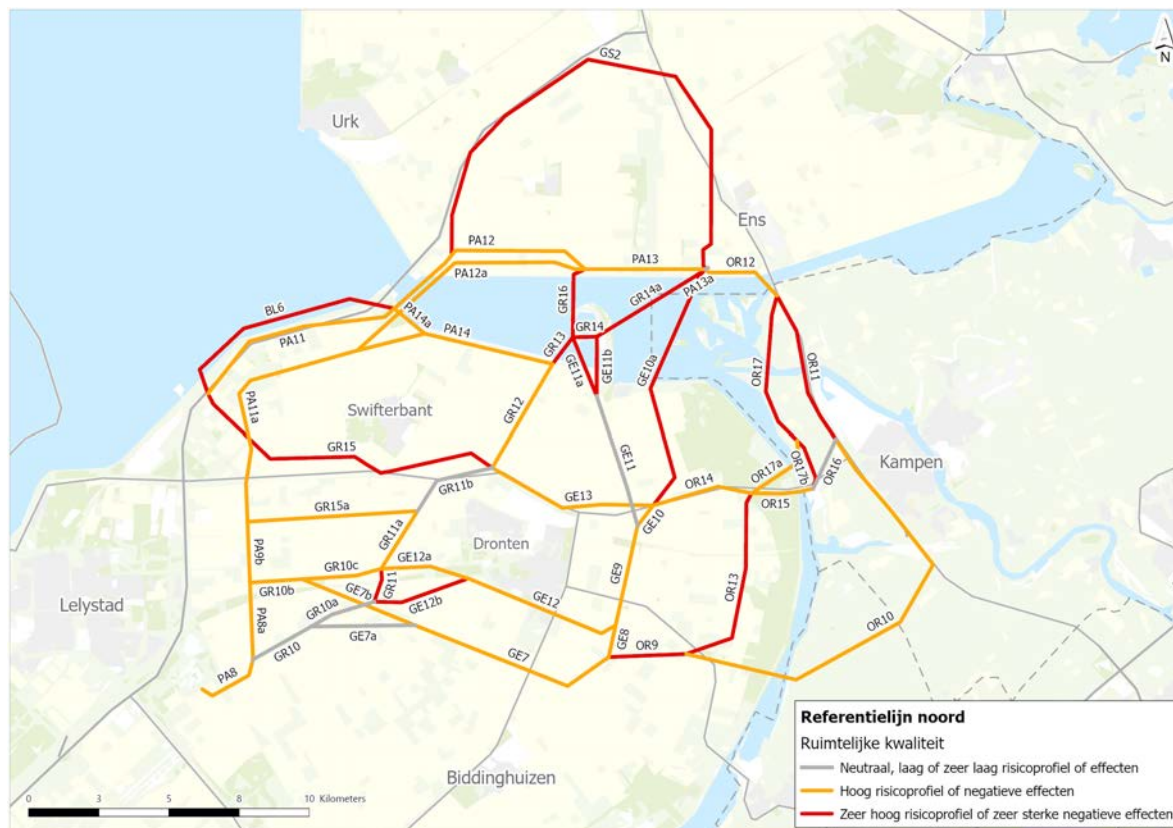 N
GS2
Urk
Ens
PA12
PA12a
PA13
OR12
PA13a
GR16
GR14a
BL6
PA11
PA14a
PA14
GR14
GR13
GE11a
GE11b
GE10a
OR17
OR11
PA11a
Swifterbant
GR12
GR15
GE11
Kampen
OR17b
OR16
OR17a
GR11b
OR14
OR15
GE13
GE10
GR15a
GR11a
Dronten
PA9b
GR10c
GE12a
GE9
OR13
Lelystad
GR10b
GE7b
GR11
GE12b
GE12
GR10a
PA8a
GE7a
GR10
GE8
OR9
OR10
GE7
PA8
Biddinghuizen
Referentielijn noord
Ruimtelijke kwaliteit
Neutraal, laag of zeer laag risicoprofiel of effecten
Hoog risicoprofiel of negatieve effecten
Zeer hoog risicoprofiel of zeer sterke negatieve effecten
0 3 5 8 10 Kilometers